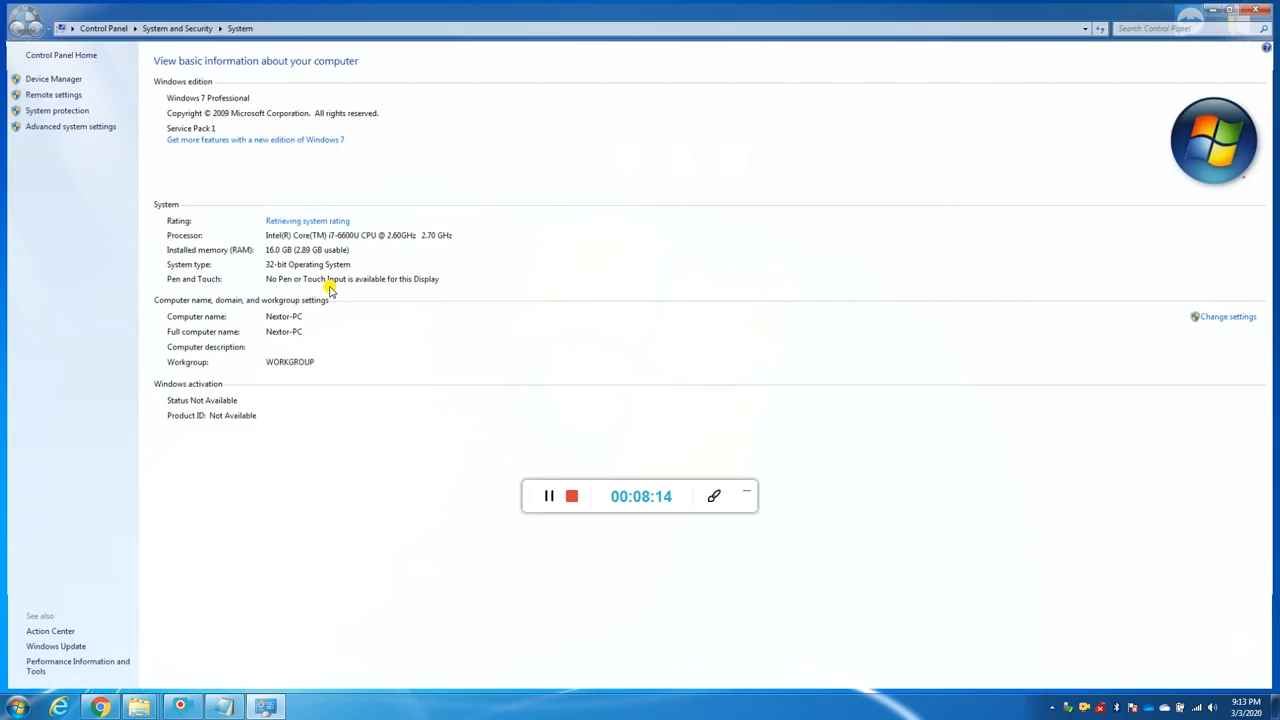 Control Panel System and Security System
Search Control Panel
Control Panel Home
Device Manager
Remote settings
System protection
Advanced system settings
View basic information about your computer
Windows edition
Windows 7 Professional
Copyright © 2009 Microsoft Corporation. All rights reserved.
Service Pack 1
Get more features with a new edition of Windows 7
System
Rating: Retrieving system rating
Processor: Intel(R) Core(TM) i7-6600U CPU @ 2.60GHz 2.70 GHz
Installed memory (RAM): 16.0 GB (2.89 GB usable)
System type: 32-bit Operating System
Pen and Touch: No Pen or Touch Input is available for this Display
Computer name, domain, and workgroup settings
Computer name: Nextor-PC
Change settings
Full computer name: Nextor-PC
Computer description:
Workgroup: WORKGROUP
Windows activation
Status Not Available
Product ID: Not Available
00:08:14
See also
Action Center
Windows Update
Performance Information and
Tools
9:13 PM
3/3/2020